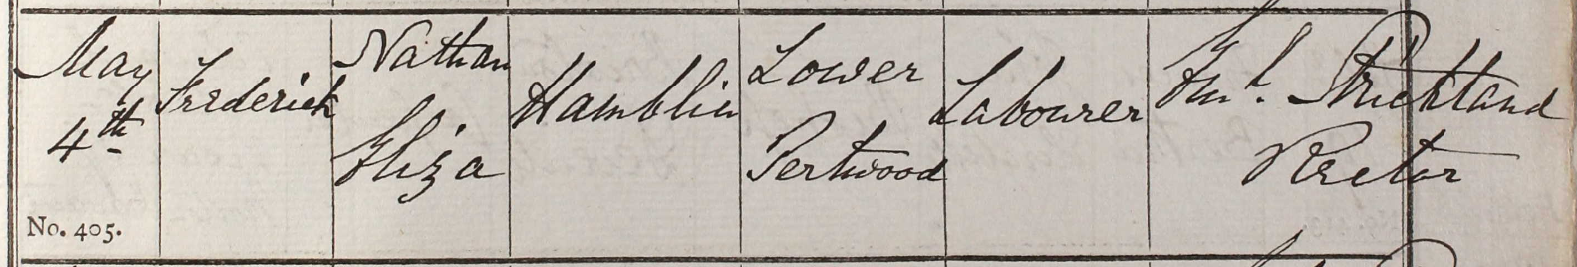 May
4th
No. 405.
Frederick
Nathan
Eliza
Hamblin
Lower
Pertwood
Labourer
Strickland
Rector